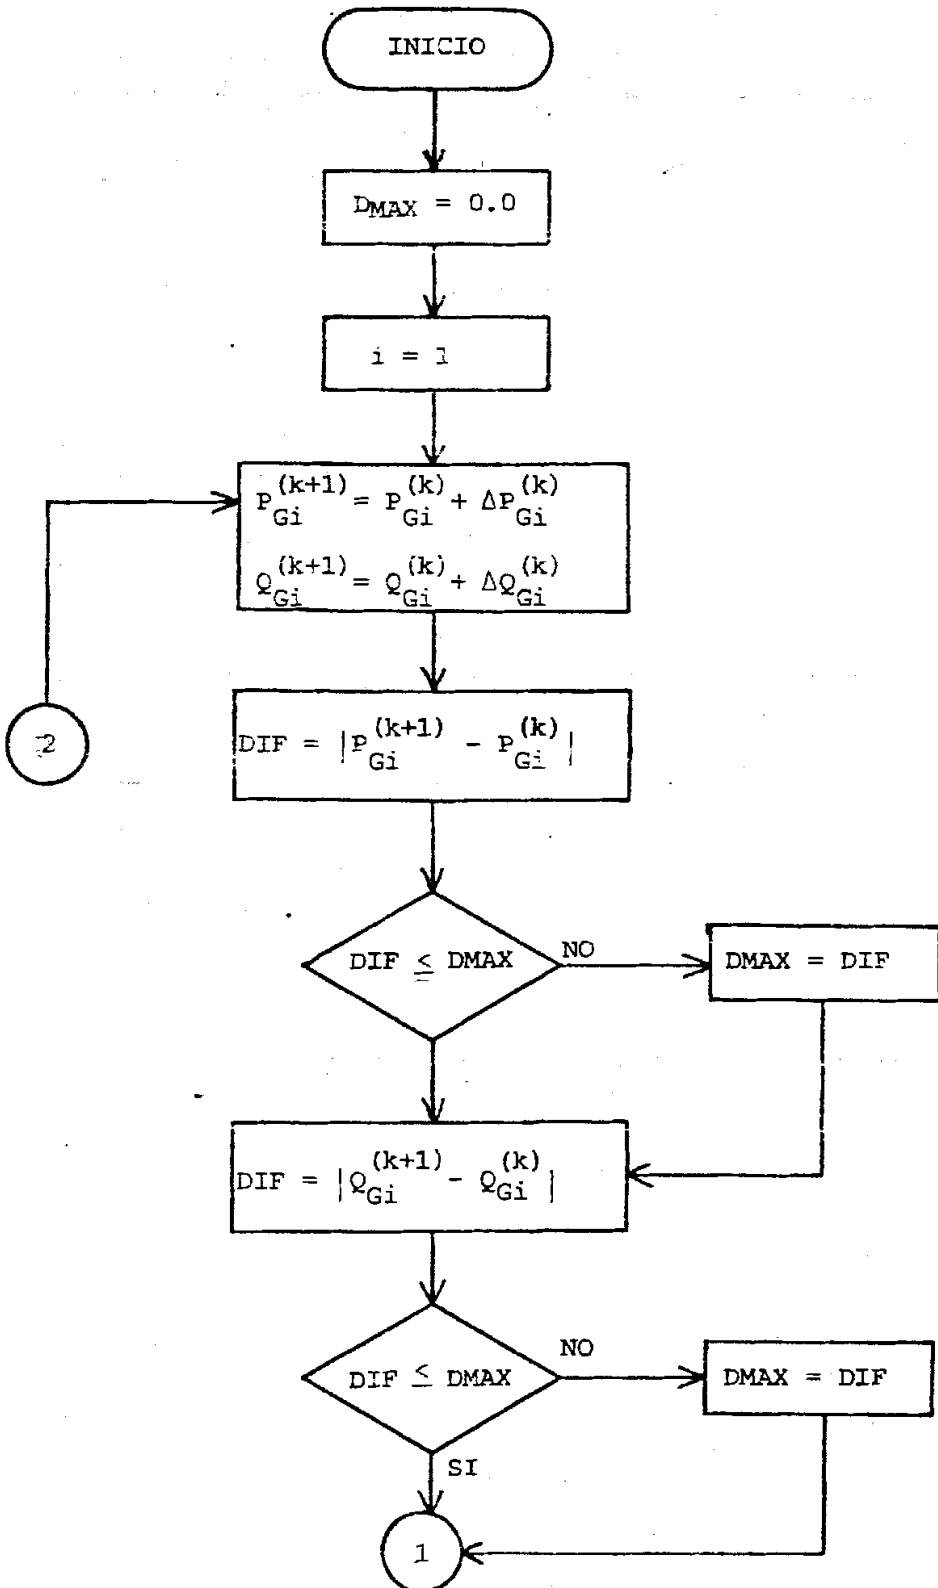 INICIO
DMAX = 0.0
i = 1
P_Gi^(k+1) = P_Gi^(k) + ΔP_Gi^(k)
Q_Gi^(k+1) = Q_Gi^(k) + ΔQ_Gi^(k)
2
DIF = |P_Gi^(k+1) - P_Gi^(k)|
DIF ≤ DMAX
NO
DMAX = DIF
DIF = |Q_Gi^(k+1) - Q_Gi^(k)|
DIF ≤ DMAX
NO
DMAX = DIF
SI
1